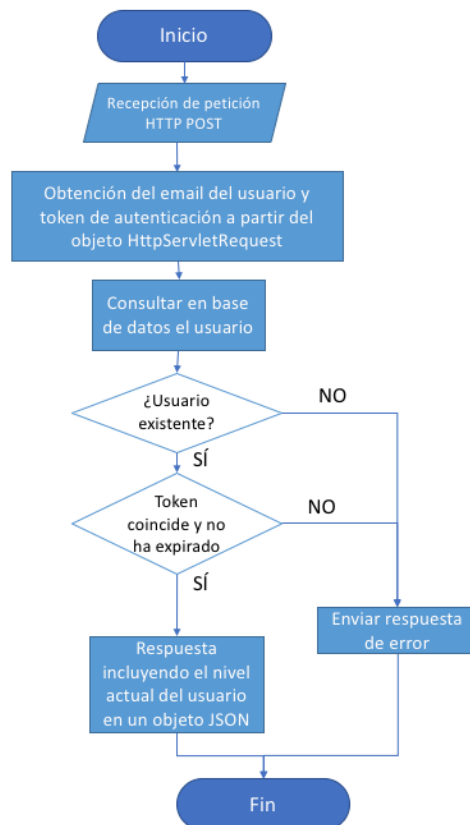 Inicio
Recepción de petición
HTTP POST
Obtención del email del usuario y
token de autenticación a partir del
objeto HttpServletRequest
Consultar en base
de datos el usuario
¿Usuario
existente?
NO
SÍ
Token
coincide y no
ha expirado
NO
SÍ
Enviar respuesta
de error
Respuesta
incluyendo el nivel
actual del usuario
en un objeto JSON
Fin